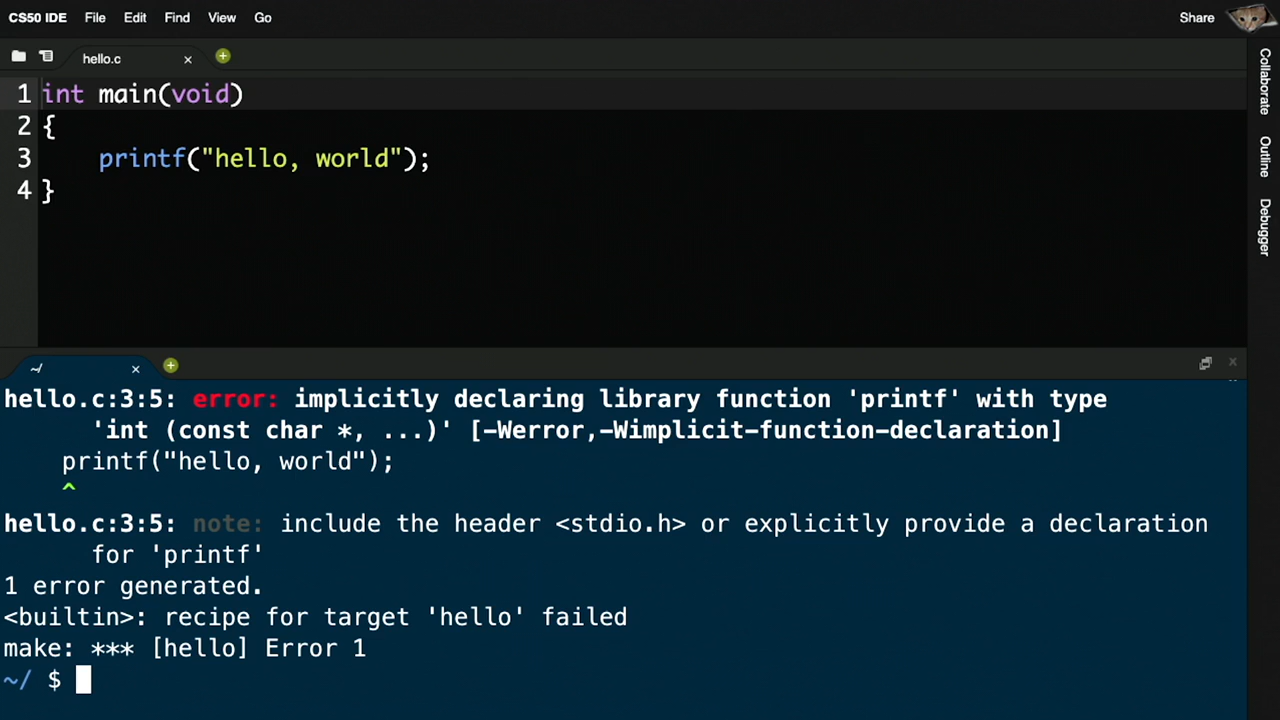 CS50 IDE File Edit Find View Go Share
hello.c
1 int main(void)
2 {
3     printf("hello, world");
4 }
Collaborate
Outline
Debugger
~/
hello.c:3:5: error: implicitly declaring library function 'printf' with type
      'int (const char *, ...)' [-Werror,-Wimplicit-function-declaration]
    printf("hello, world");
    ^
hello.c:3:5: note: include the header <stdio.h> or explicitly provide a declaration
      for 'printf'
1 error generated.
<builtin>: recipe for target 'hello' failed
make: *** [hello] Error 1
~/ $